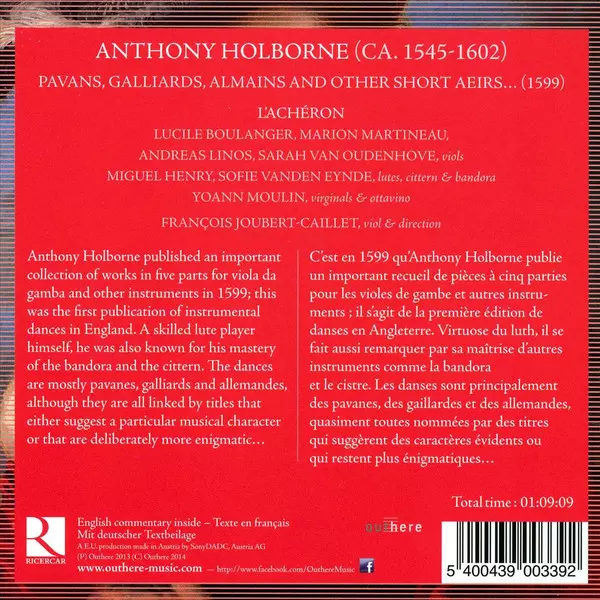 ANTHONY HOLBORNE (CA. 1545-1602)
PAVANS, GALLIARDS, ALMAINS AND OTHER SHORT AEIRS... (1599)
L'ACHÉRON
LUCILE BOULANGER, MARION MARTINEAU,
ANDREAS LINOS, SARAH VAN OUDENHOVE, viols
MIGUEL HENRY, SOFIE VANDEN EYNDE, lutes, cittern & bandora
YOANN MOULIN, virginals & ottavino
FRANÇOIS JOUBERT-CAILLET, viol & direction
Anthony Holborne published an important
collection of works in five parts for viola da
gamba and other instruments in 1599; this
was the first publication of instrumental
dances in England. A skilled lute player
himself, he was also known for his mastery
of the bandora and the cittern. The dances
are mostly pavanes, galliards and allemandes,
although they are all linked by titles that
either suggest a particular musical character
or that are deliberately more enigmatic...
C'est en 1599 qu'Anthony Holborne publie
un important recueil de pièces à cinq parties
pour les violes de gambe et autres instru-
ments ; il s'agit de la première édition de
danses en Angleterre. Virtuose du luth, il se
fait aussi remarquer par sa maîtrise d'autres
instruments comme la bandora
et le cistre. Les danses sont principalement
des pavanes, des gaillardes et des allemandes,
quasiment toutes nommées par des titres
qui suggèrent des caractères évidents ou
qui restent plus énigmatiques...
Total time : 01:09:09
R
RICERCAR
English commentary inside – Texte en français
Mit deutscher Textbeilage
A E.U. production made in Austria by SonyDADC, Austria AG
(P) Outhere 2013 (C) Outhere 2014
www.outhere-music.com — http://www.facebook.com/OuthereMusic
f
outhere
MUSIC
5 400439 003392